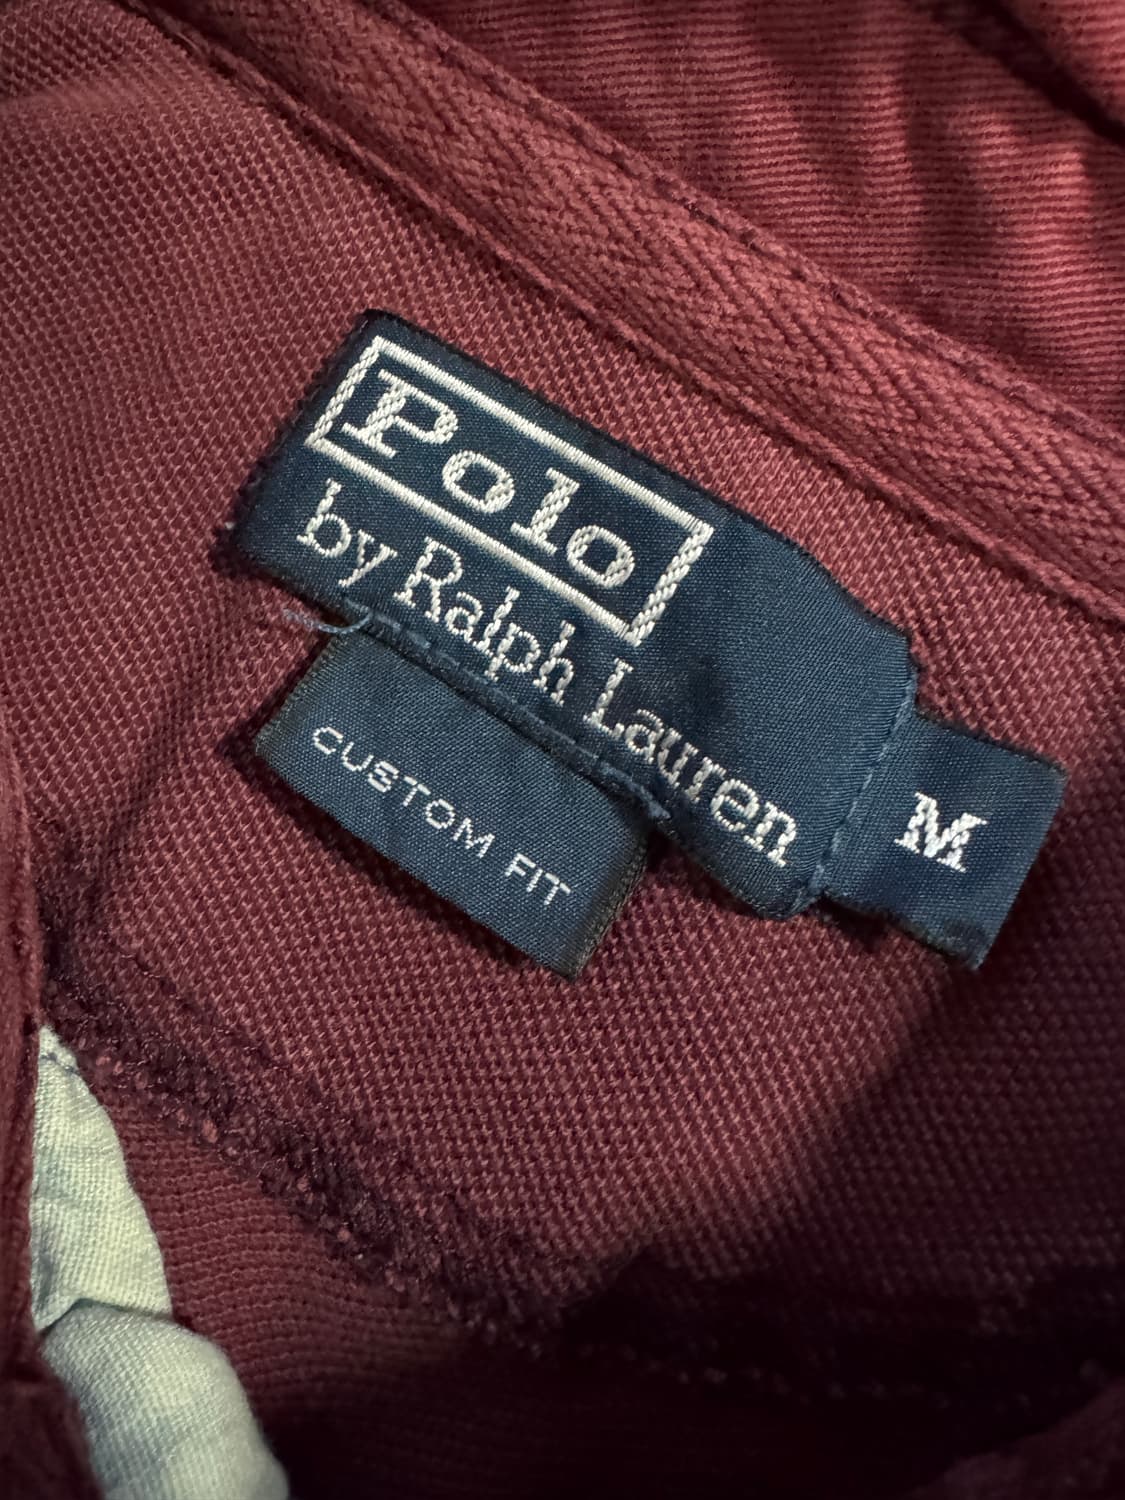 Polo
by Ralph Lauren
M
CUSTOM FIT